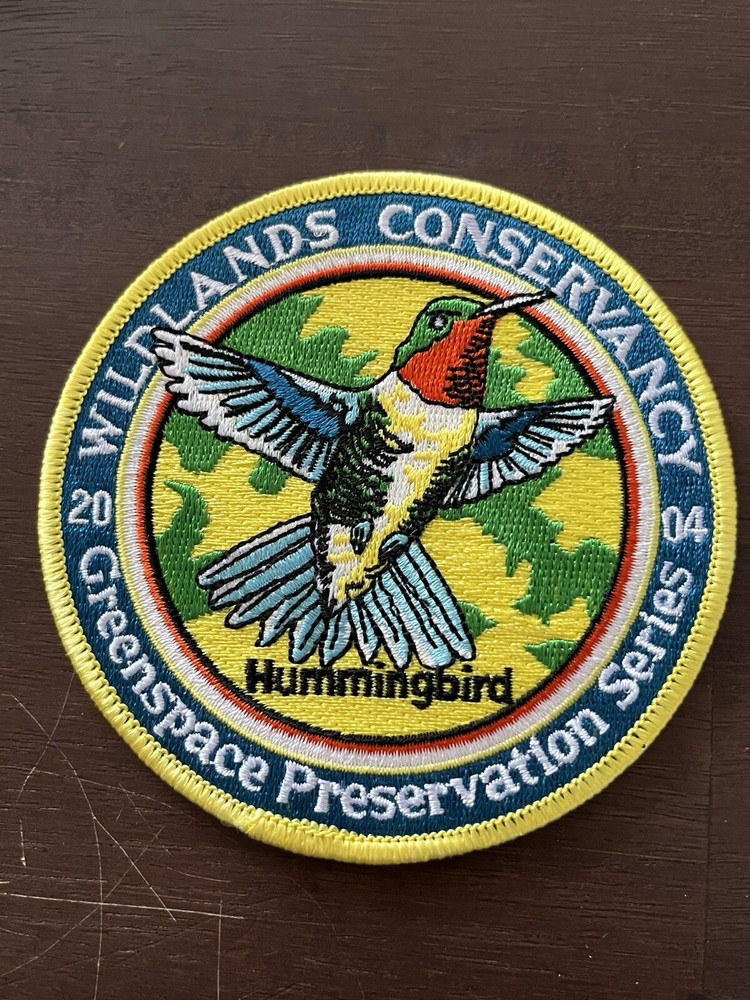 WILDLANDS CONSERVANCY
20 04
Hummingbird
Greenspace Preservation Series